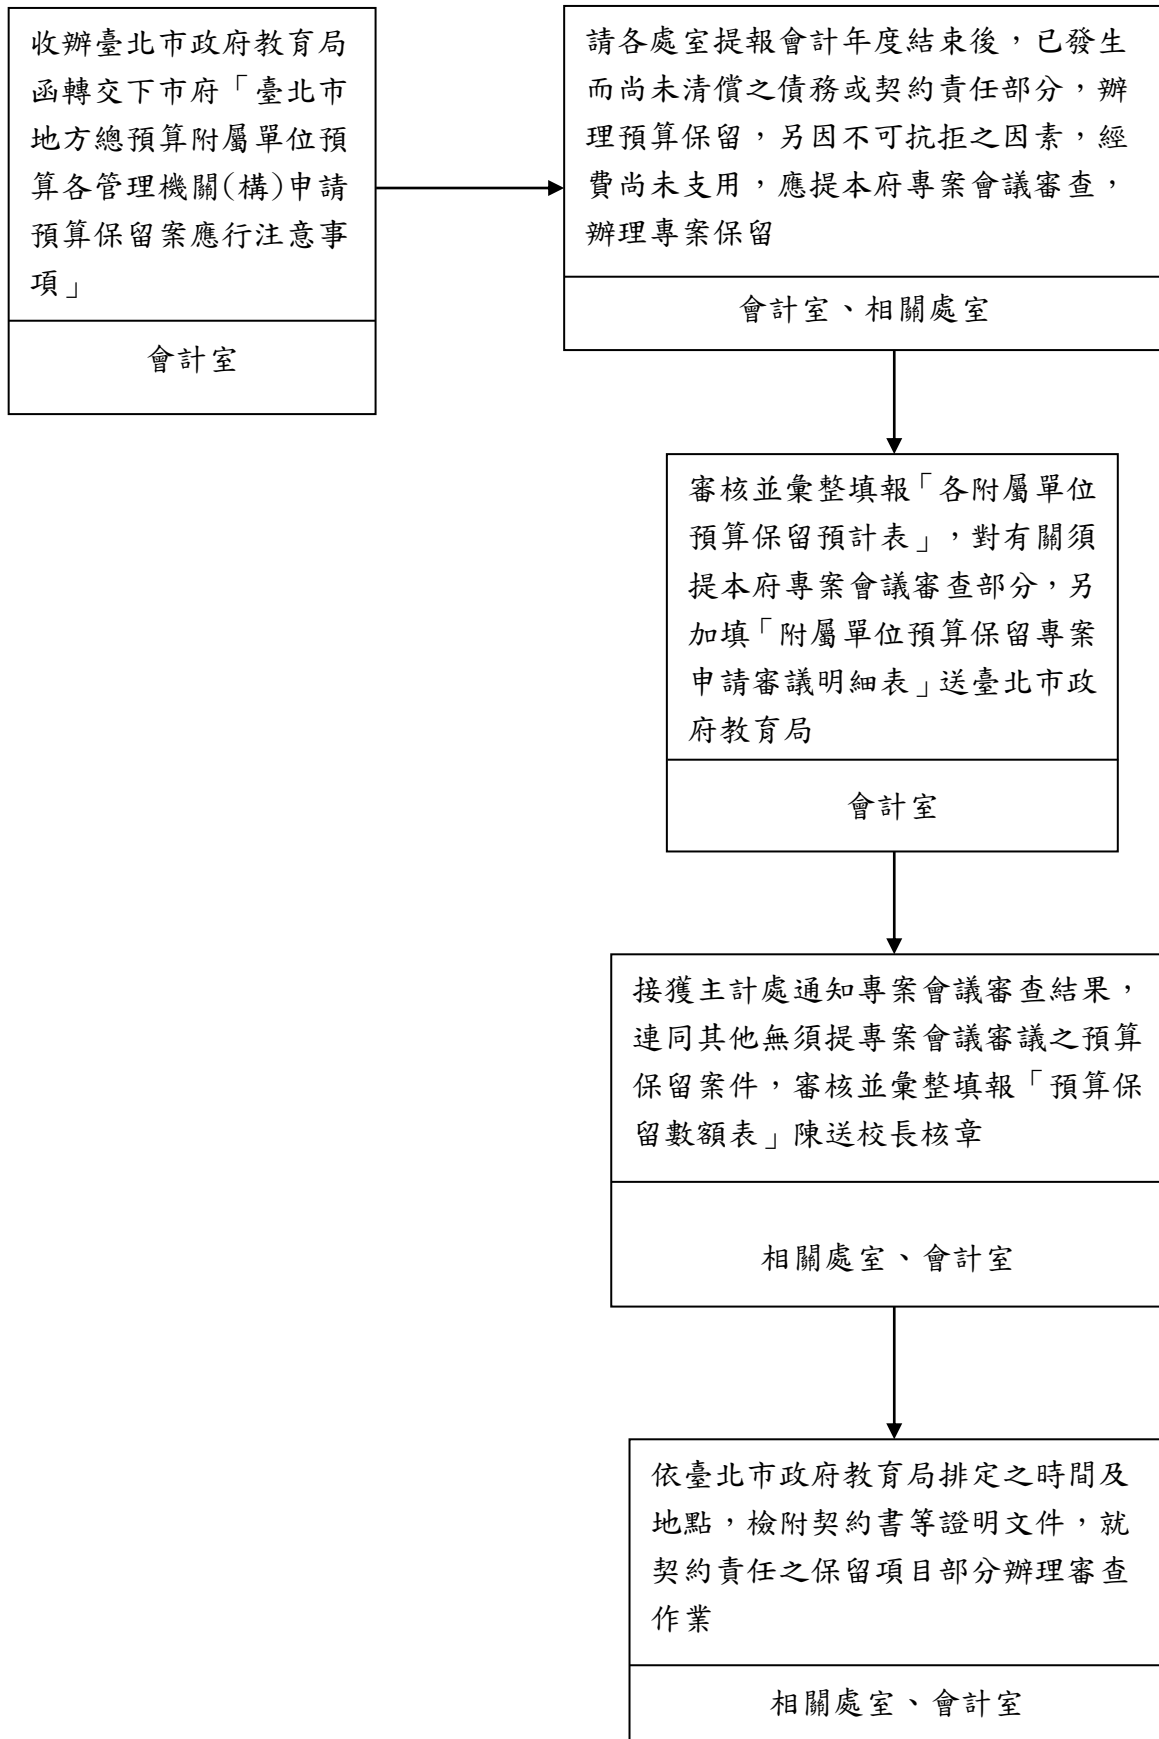 收辦臺北市政府教育局
函轉交下市府「臺北市
地方總預算附屬單位預
算各管理機關(構)申請
預算保留案應行注意事
項」
會計室
請各處室提報會計年度結束後，已發生
而尚未清償之債務或契約責任部分，辦
理預算保留，另因不可抗拒之因素，經
費尚未支用，應提本府專案會議審查，
辦理專案保留
會計室、相關處室
審核並彙整填報「各附屬單位
預算保留預計表」，對有關須
提本府專案會議審查部分，另
加填「附屬單位預算保留專案
申請審議明細表」送臺北市政
府教育局
會計室
接獲主計處通知專案會議審查結果，
連同其他無須提專案會議審議之預算
保留案件，審核並彙整填報「預算保
留數額表」陳送校長核章
相關處室、會計室
依臺北市政府教育局排定之時間及
地點，檢附契約書等證明文件，就
契約責任之保留項目部分辦理審查
作業
相關處室、會計室